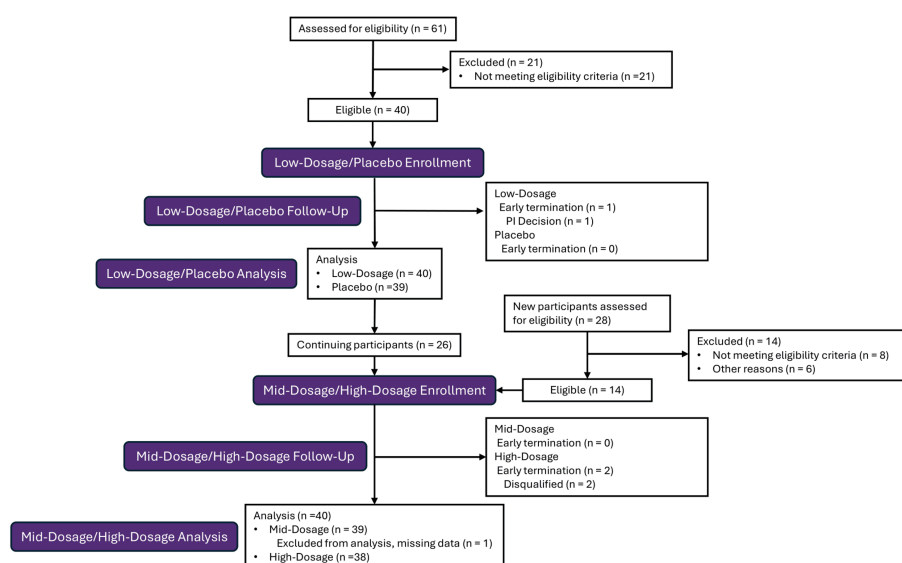 Assessed for eligibility (n = 61)
Excluded (n = 21)
• Not meeting eligibility criteria (n =21)
Eligible (n = 40)
Low-Dosage/Placebo Enrollment
Low-Dosage/Placebo Follow-Up
Low-Dosage
Early termination (n = 1)
PI Decision (n = 1)
Placebo
Early termination (n = 0)
Low-Dosage/Placebo Analysis
Analysis
• Low-Dosage (n = 40)
• Placebo (n =39)
New participants assessed
for eligibility (n = 28)
Continuing participants (n = 26)
Excluded (n = 14)
• Not meeting eligibility criteria (n = 8)
• Other reasons (n = 6)
Mid-Dosage/High-Dosage Enrollment
Eligible (n = 14)
Mid-Dosage/High-Dosage Follow-Up
Mid-Dosage
Early termination (n = 0)
High-Dosage
Early termination (n = 2)
Disqualified (n = 2)
Mid-Dosage/High-Dosage Analysis
Analysis (n =40)
• Mid-Dosage (n = 39)
Excluded from analysis, missing data (n = 1)
• High-Dosage (n =38)